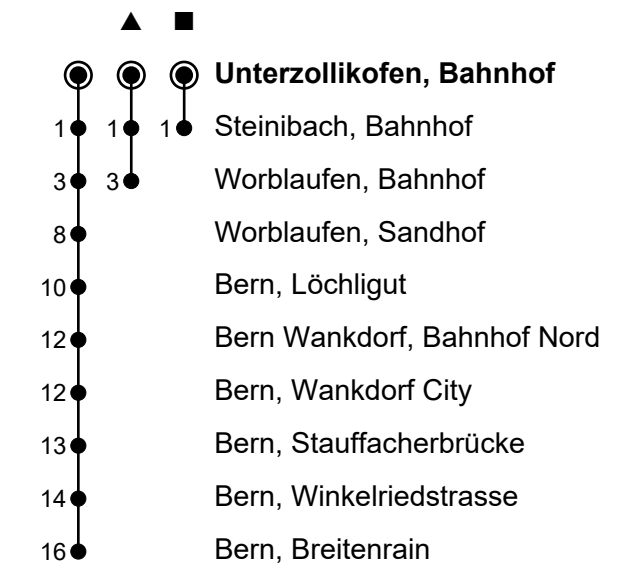 ▲ ■
Unterzollikofen, Bahnhof
1 1 1 Steinibach, Bahnhof
3 3 Worblaufen, Bahnhof
8 Worblaufen, Sandhof
10 Bern, Löchligut
12 Bern Wankdorf, Bahnhof Nord
12 Bern, Wankdorf City
13 Bern, Stauffacherbrücke
14 Bern, Winkelriedstrasse
16 Bern, Breitenrain